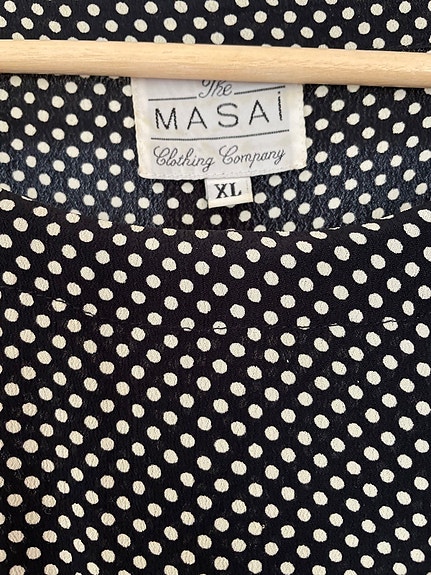 The
MASAI
Clothing Company
XL